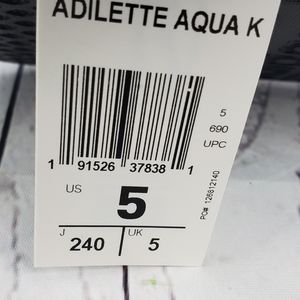 ADILETTE AQUA K
5
690
UPC
1 91526 37838 1
PO# 126812140
US 5
J 240 UK 5